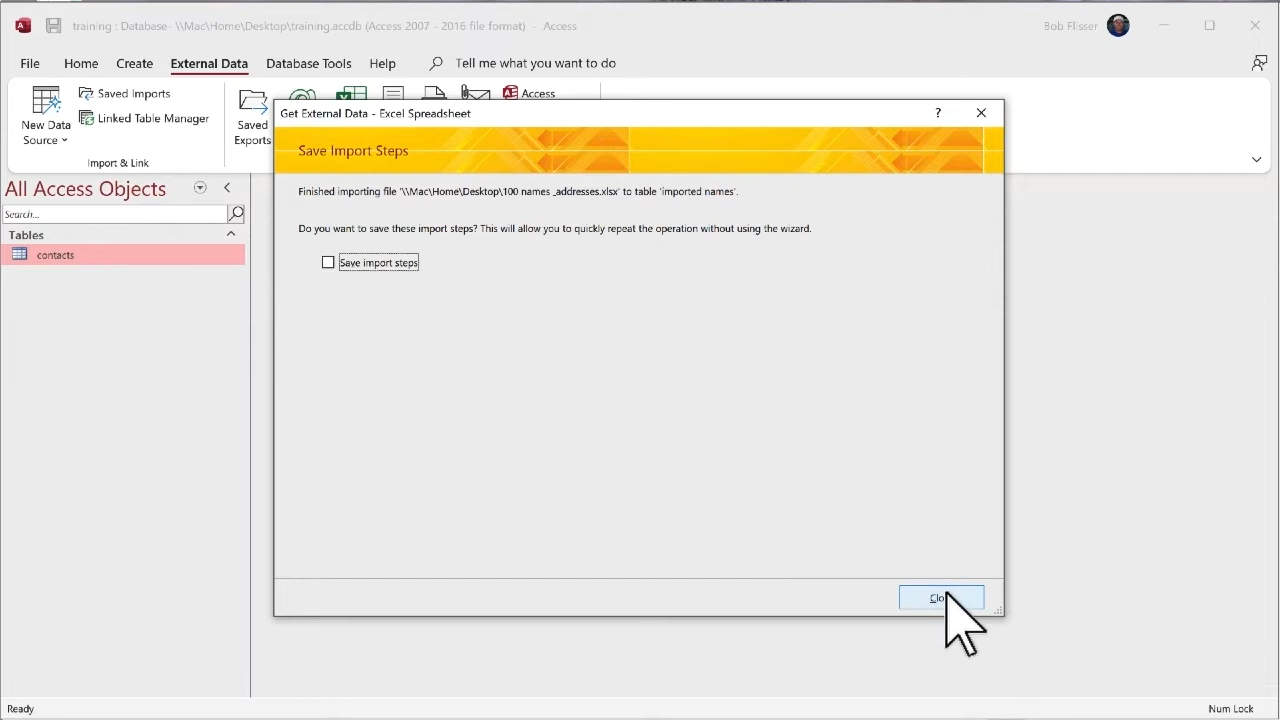 training : Database- \\Mac\Home\Desktop\training.accdb (Access 2007 - 2016 file format) - Access
Bob Flisser
File Home Create External Data Database Tools Help Tell me what you want to do
New Data Source
Saved Imports
Linked Table Manager
Import & Link
Saved Exports
Access
All Access Objects
Search...
Tables
contacts
Get External Data - Excel Spreadsheet
?
Save Import Steps
Finished importing file '\\Mac\Home\Desktop\100 names _addresses.xlsx' to table 'imported names'.
Do you want to save these import steps? This will allow you to quickly repeat the operation without using the wizard.
Save import steps
Ready
Num Lock